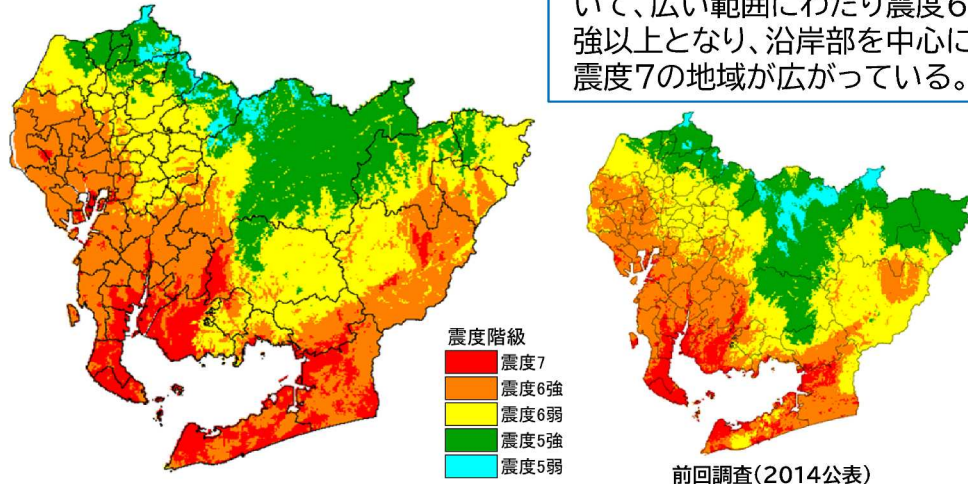 いて、広い範囲にわたり震度6
強以上となり、沿岸部を中心に
震度7の地域が広がっている。
震度階級
震度7
震度6強
震度6弱
震度5強
震度5弱
前回調査(2014公表)